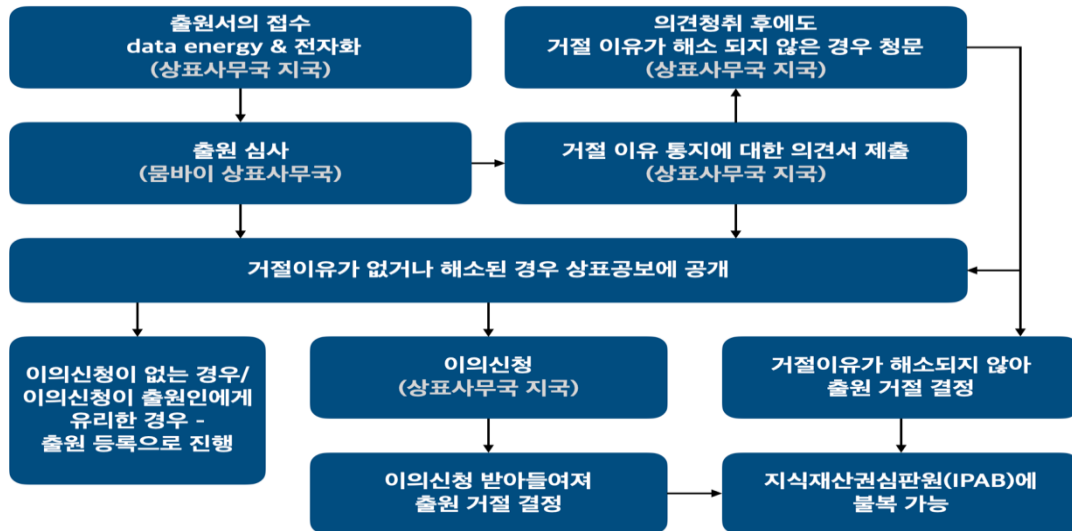 출원서의 접수
data energy & 전자화
(상표사무국 지국)
의견청취 후에도
거절 이유가 해소 되지 않은 경우 청문
(상표사무국 지국)
출원 심사
(뭄바이 상표사무국)
거절 이유 통지에 대한 의견서 제출
(상표사무국 지국)
거절이유가 없거나 해소된 경우 상표공보에 공개
이의신청이 없는 경우/
이의신청이 출원인에게
유리한 경우 -
출원 등록으로 진행
이의신청
(상표사무국 지국)
거절이유가 해소되지 않아
출원 거절 결정
이의신청 받아들여져
출원 거절 결정
지식재산권심판원(IPAB)에
불복 가능